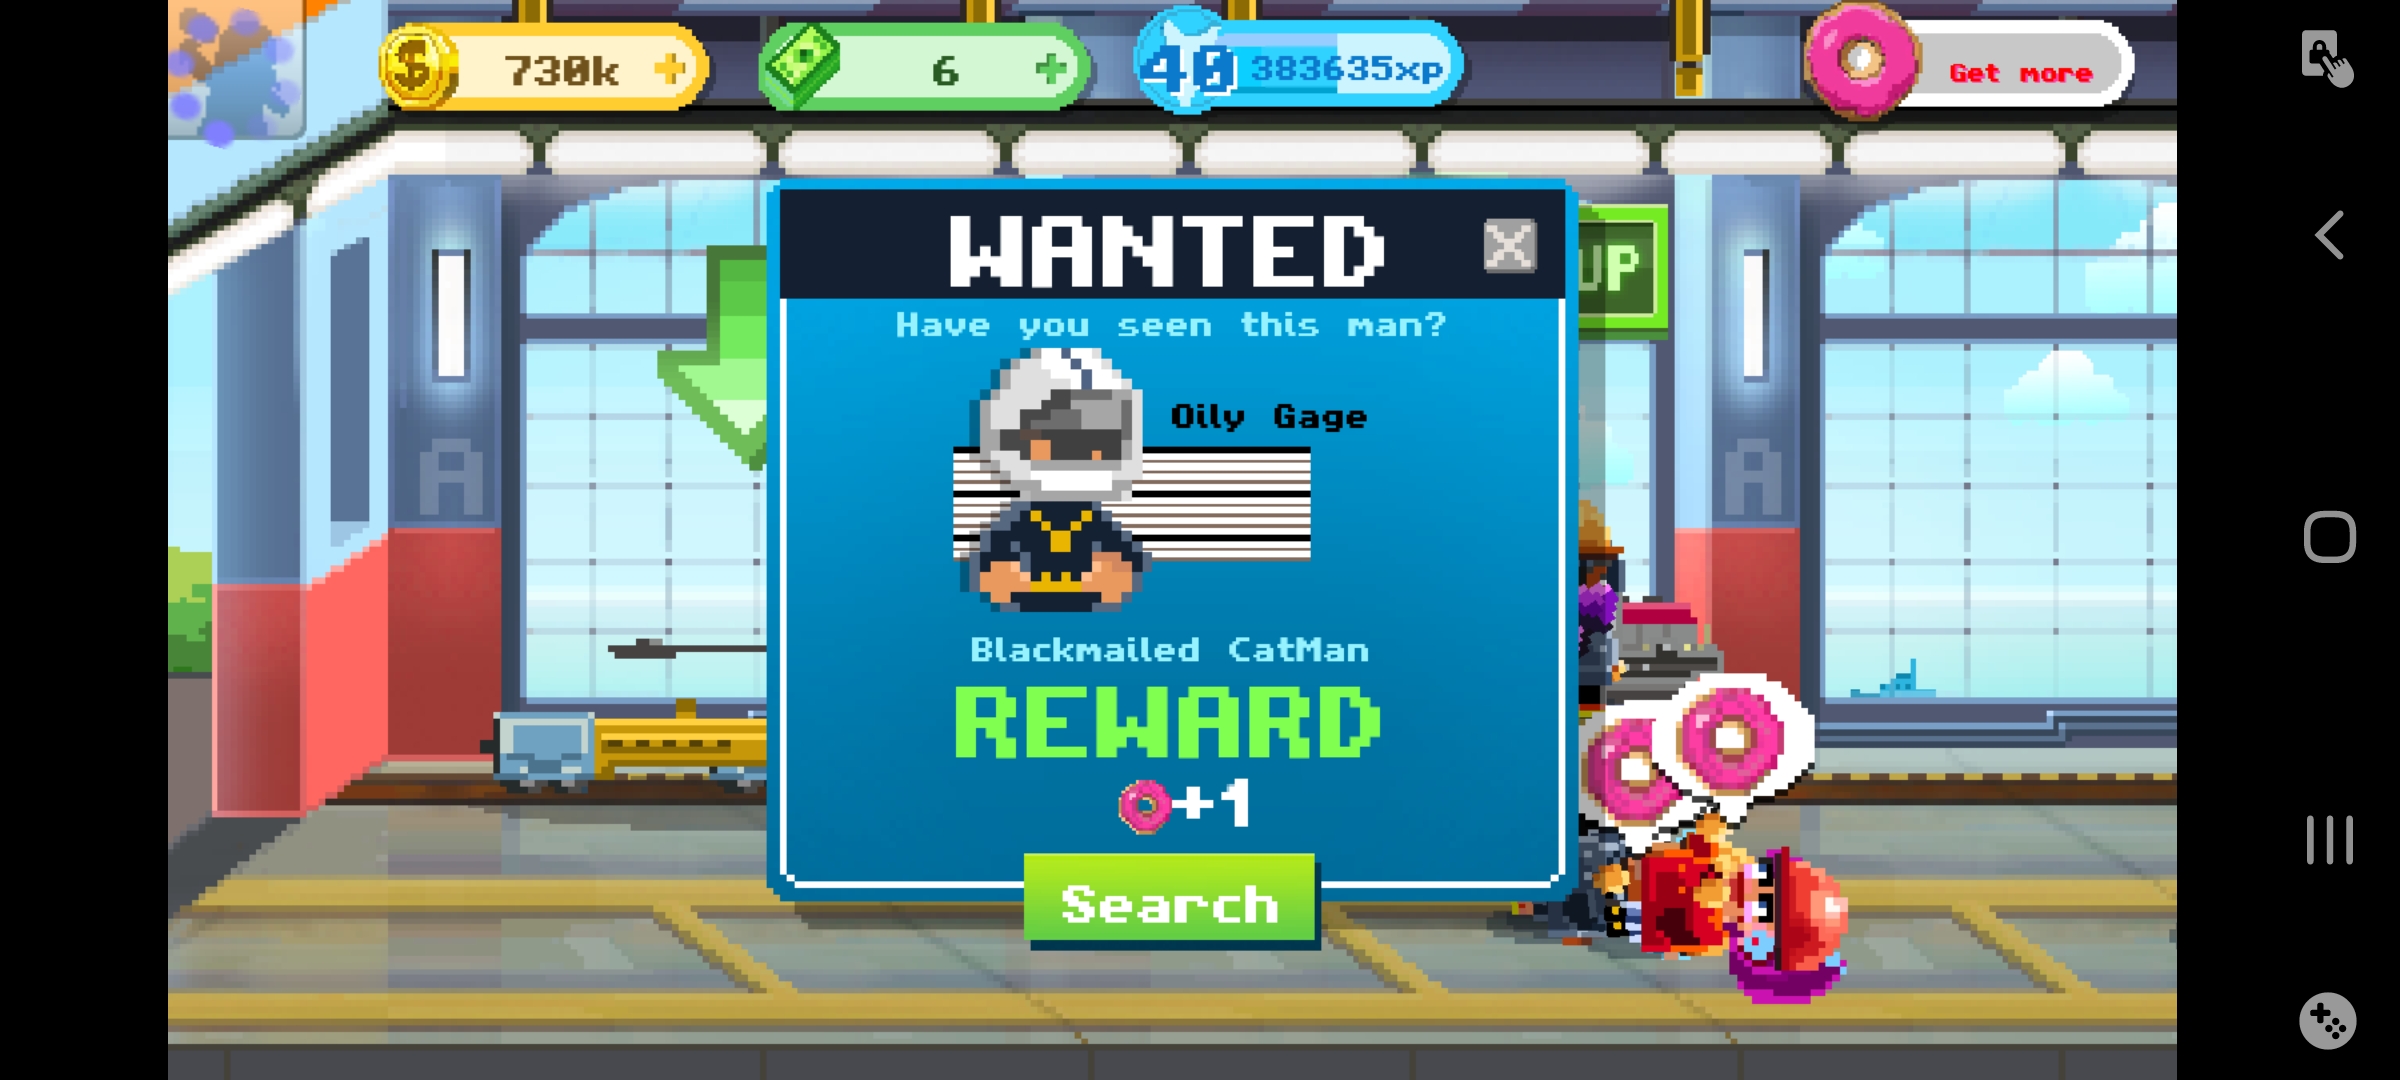 730k
6
40 383635xp
Get more
WANTED
UP
Have you seen this man?
Oily Gage
A
A
Blackmailed CatMan
REWARD
+1
Search